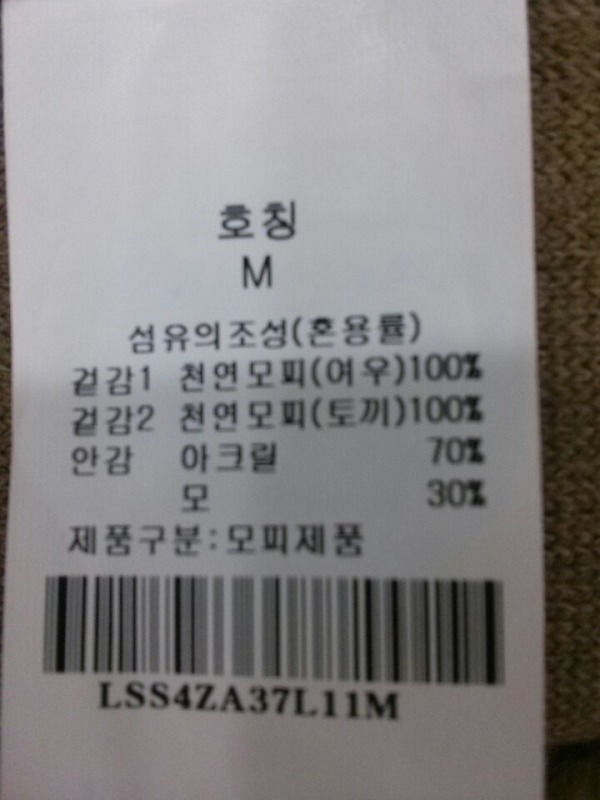 호칭
M
섬유의조성(혼용률)
겉감1 천연모피(여우)100%
겉감2 천연모피(토끼)100%
안감 아크릴 70%
모 30%
제품구분:모피제품
LSS4ZA37L11M